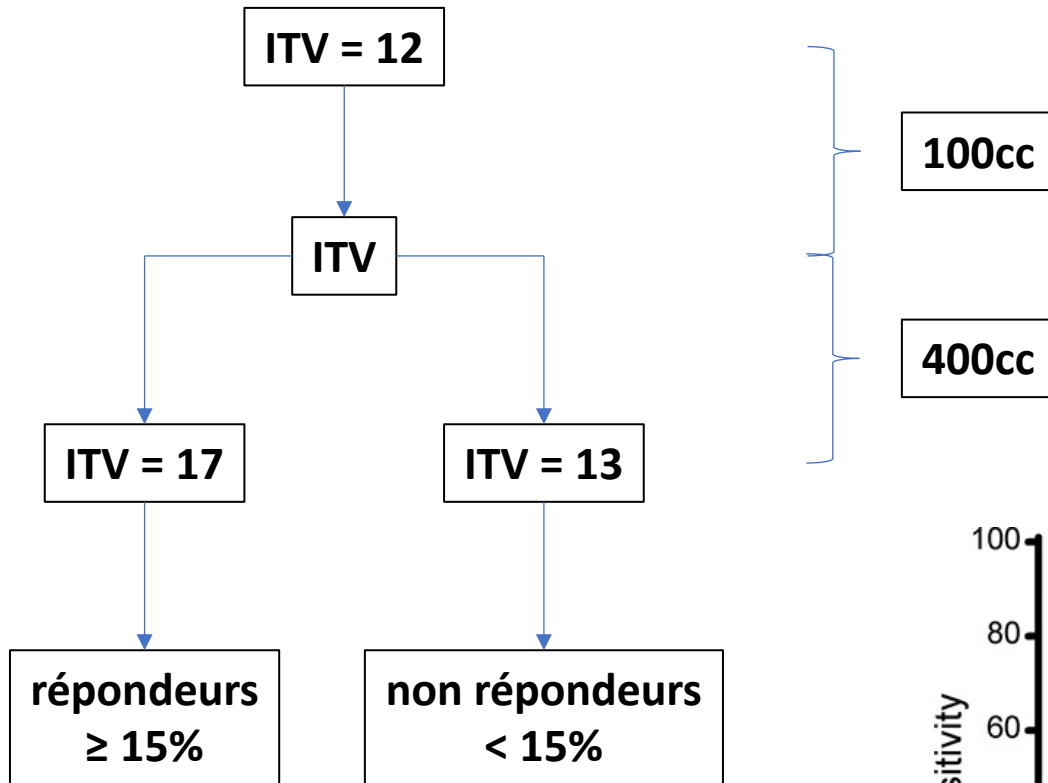 ITV = 12
100cc
ITV
400cc
ITV = 17
ITV = 13
répondeurs
≥ 15%
non répondeurs
< 15%
100
80
60